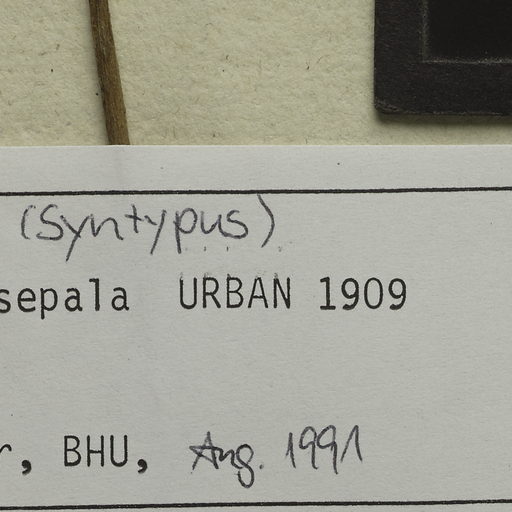 (Syntypus)
sepala URBAN 1909
r, BHU, Aug. 1991